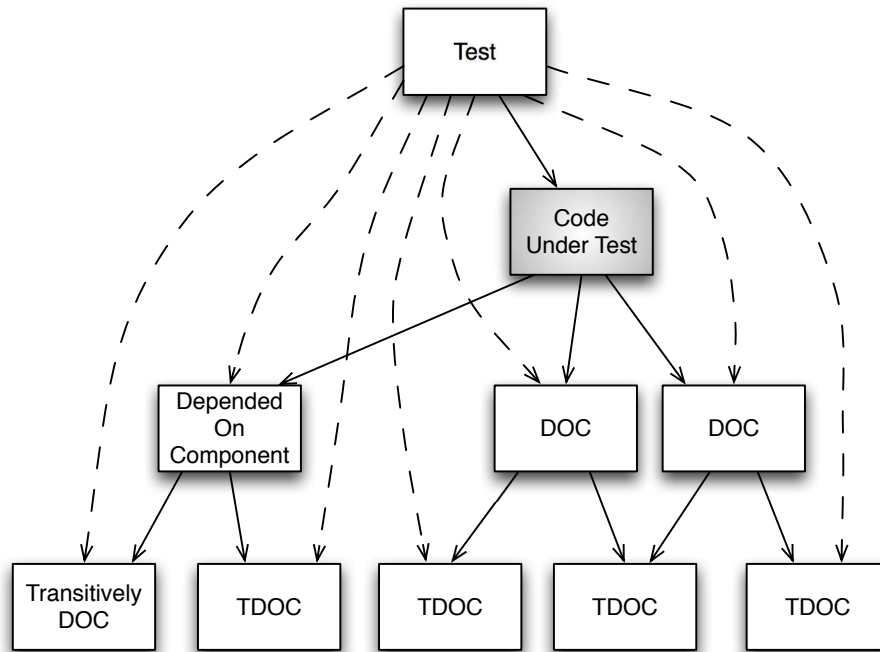 Test
Code
Under Test
Depended
On
Component
DOC
DOC
Transitively
DOC
TDOC
TDOC
TDOC
TDOC